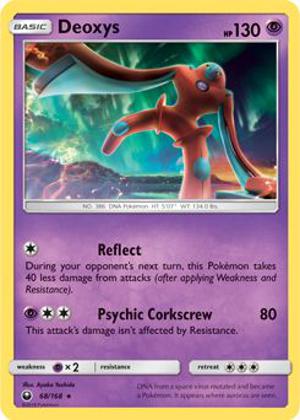 BASIC Deoxys HP 130
NO. 386 DNA Pokémon HT: 5'07" WT: 134.0 lbs.
Reflect
During your opponent's next turn, this Pokémon takes
40 less damage from attacks (after applying Weakness and
Resistance).
Psychic Corkscrew 80
This attack's damage isn't affected by Resistance.
weakness ×2 resistance retreat
Illus. Ayaka Yoshida
68/168 ★
©2018 Pokémon
DNA from a space virus mutated and became
a Pokémon. It appears where auroras are seen.